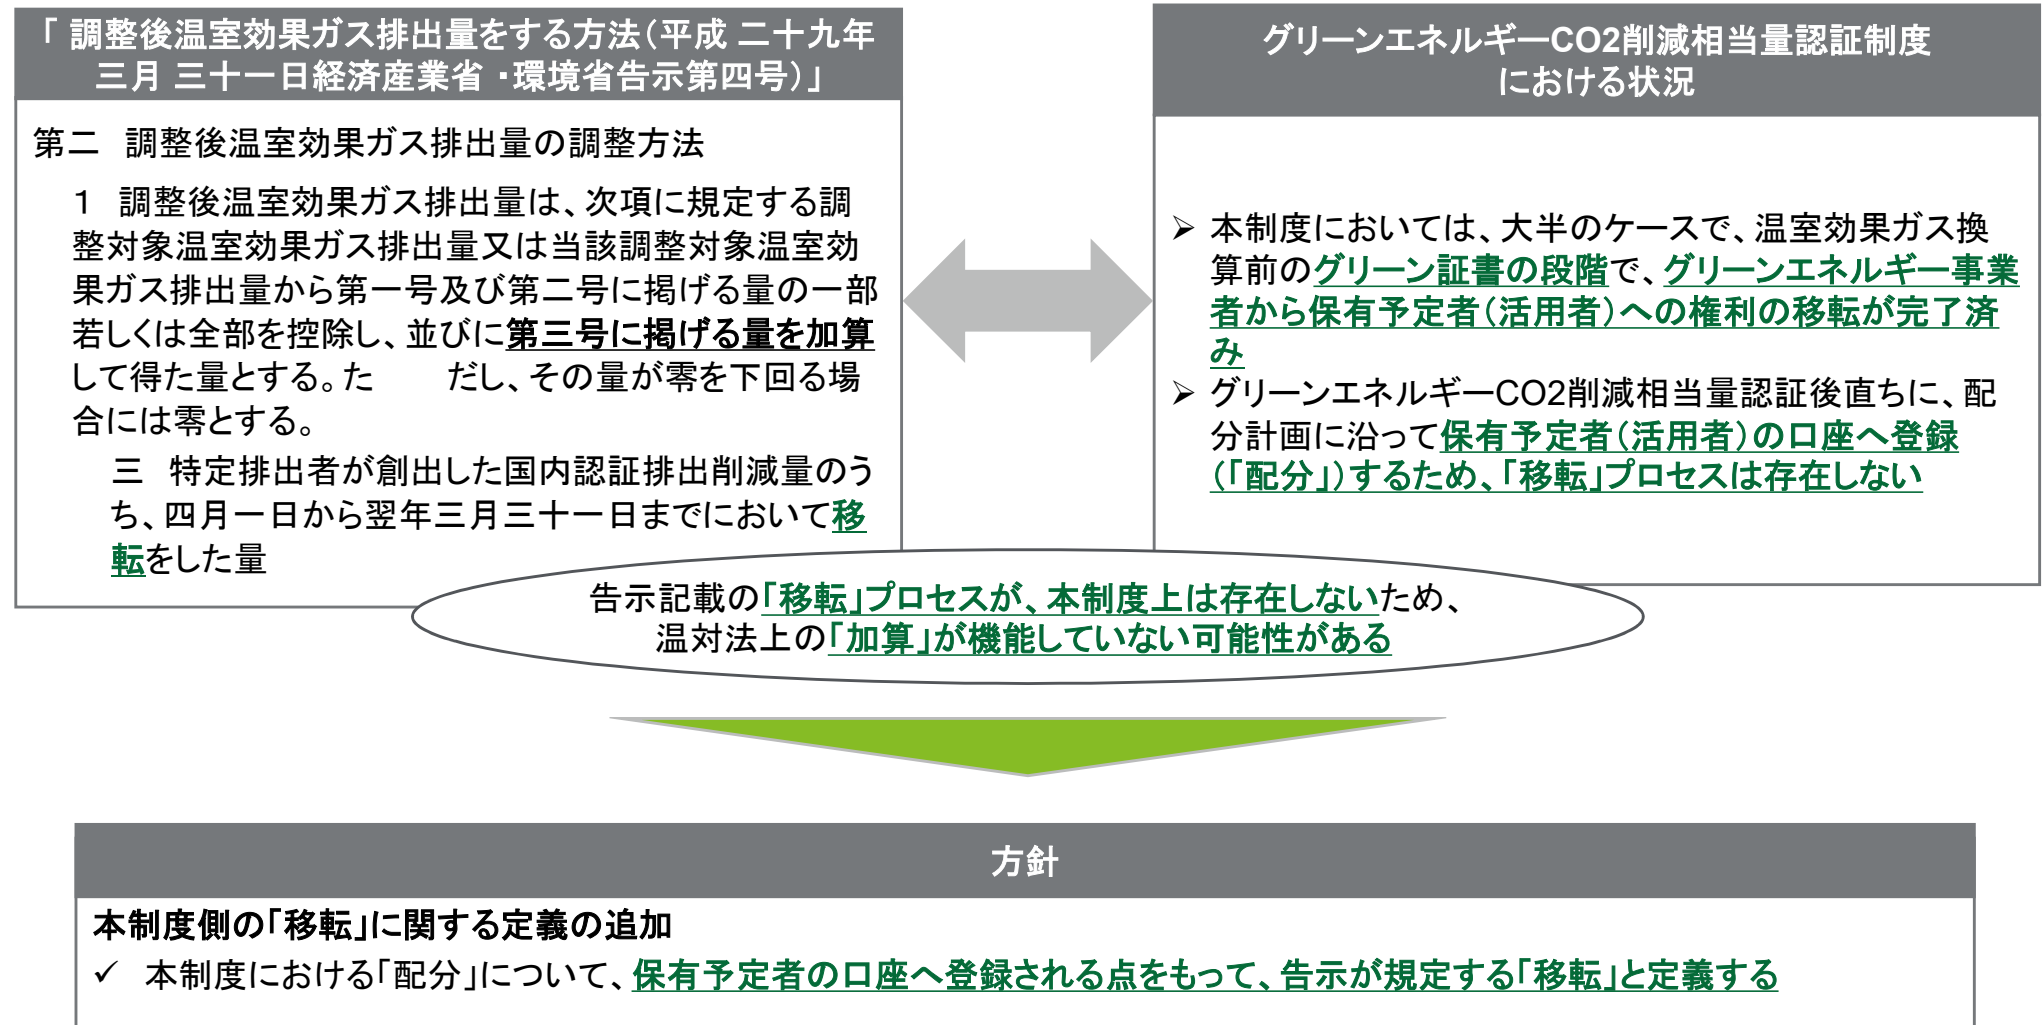 「 調整後温室効果ガス排出量をする方法（平成 二十九年
三月 三十一日経済産業省 ・環境省告示第四号）」
第二　調整後温室効果ガス排出量の調整方法
１　調整後温室効果ガス排出量は、次項に規定する調
整対象温室効果ガス排出量又は当該調整対象温室効
果ガス排出量から第一号及び第二号に掲げる量の一部
若しくは全部を控除し、並びに第三号に掲げる量を加算
して得た量とする。た　　だし、その量が零を下回る場
合には零とする。
三　特定排出者が創出した国内認証排出削減量のう
ち、四月一日から翌年三月三十一日までにおいて移
転をした量
グリーンエネルギーCO2削減相当量認証制度
における状況
➢ 本制度においては、大半のケースで、温室効果ガス換
算前のグリーン証書の段階で、グリーンエネルギー事業
者から保有予定者（活用者）への権利の移転が完了済
み
➢ グリーンエネルギーCO2削減相当量認証後直ちに、配
分計画に沿って保有予定者（活用者）の口座へ登録
（「配分」）するため、「移転」プロセスは存在しない
告示記載の「移転」プロセスが、本制度上は存在しないため、
温対法上の「加算」が機能していない可能性がある
方針
本制度側の「移転」に関する定義の追加
✓ 本制度における「配分」について、保有予定者の口座へ登録される点をもって、告示が規定する「移転」と定義する